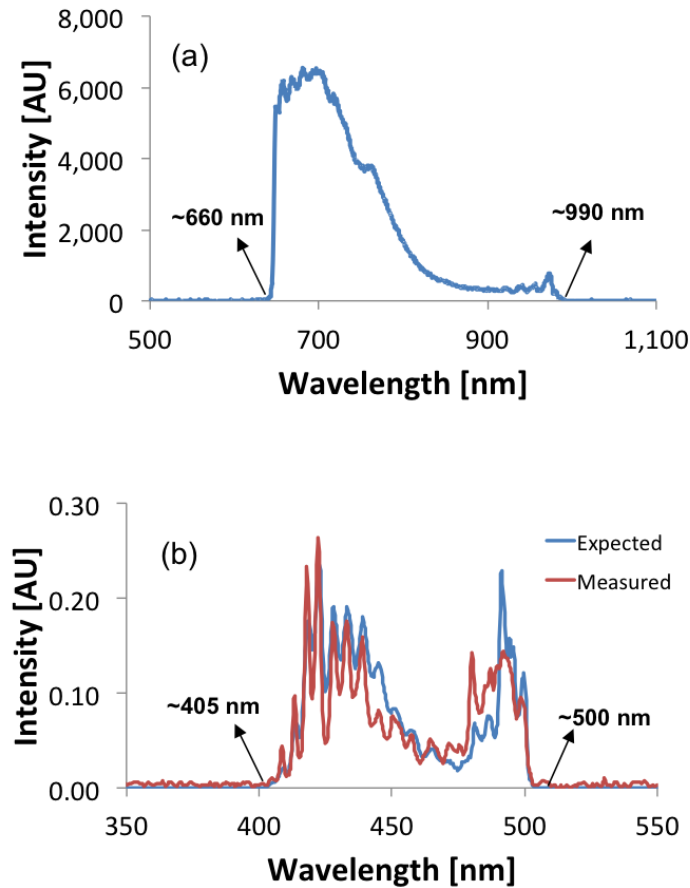 8,000
(a)
6,000
Intensity [AU]
4,000
~660 nm
~990 nm
2,000
0
500
700
900
1,100
Wavelength [nm]
0.30
(b)
Expected
Measured
0.20
Intensity [AU]
0.10
~405 nm
~500 nm
0.00
350
400
450
500
550
Wavelength [nm]